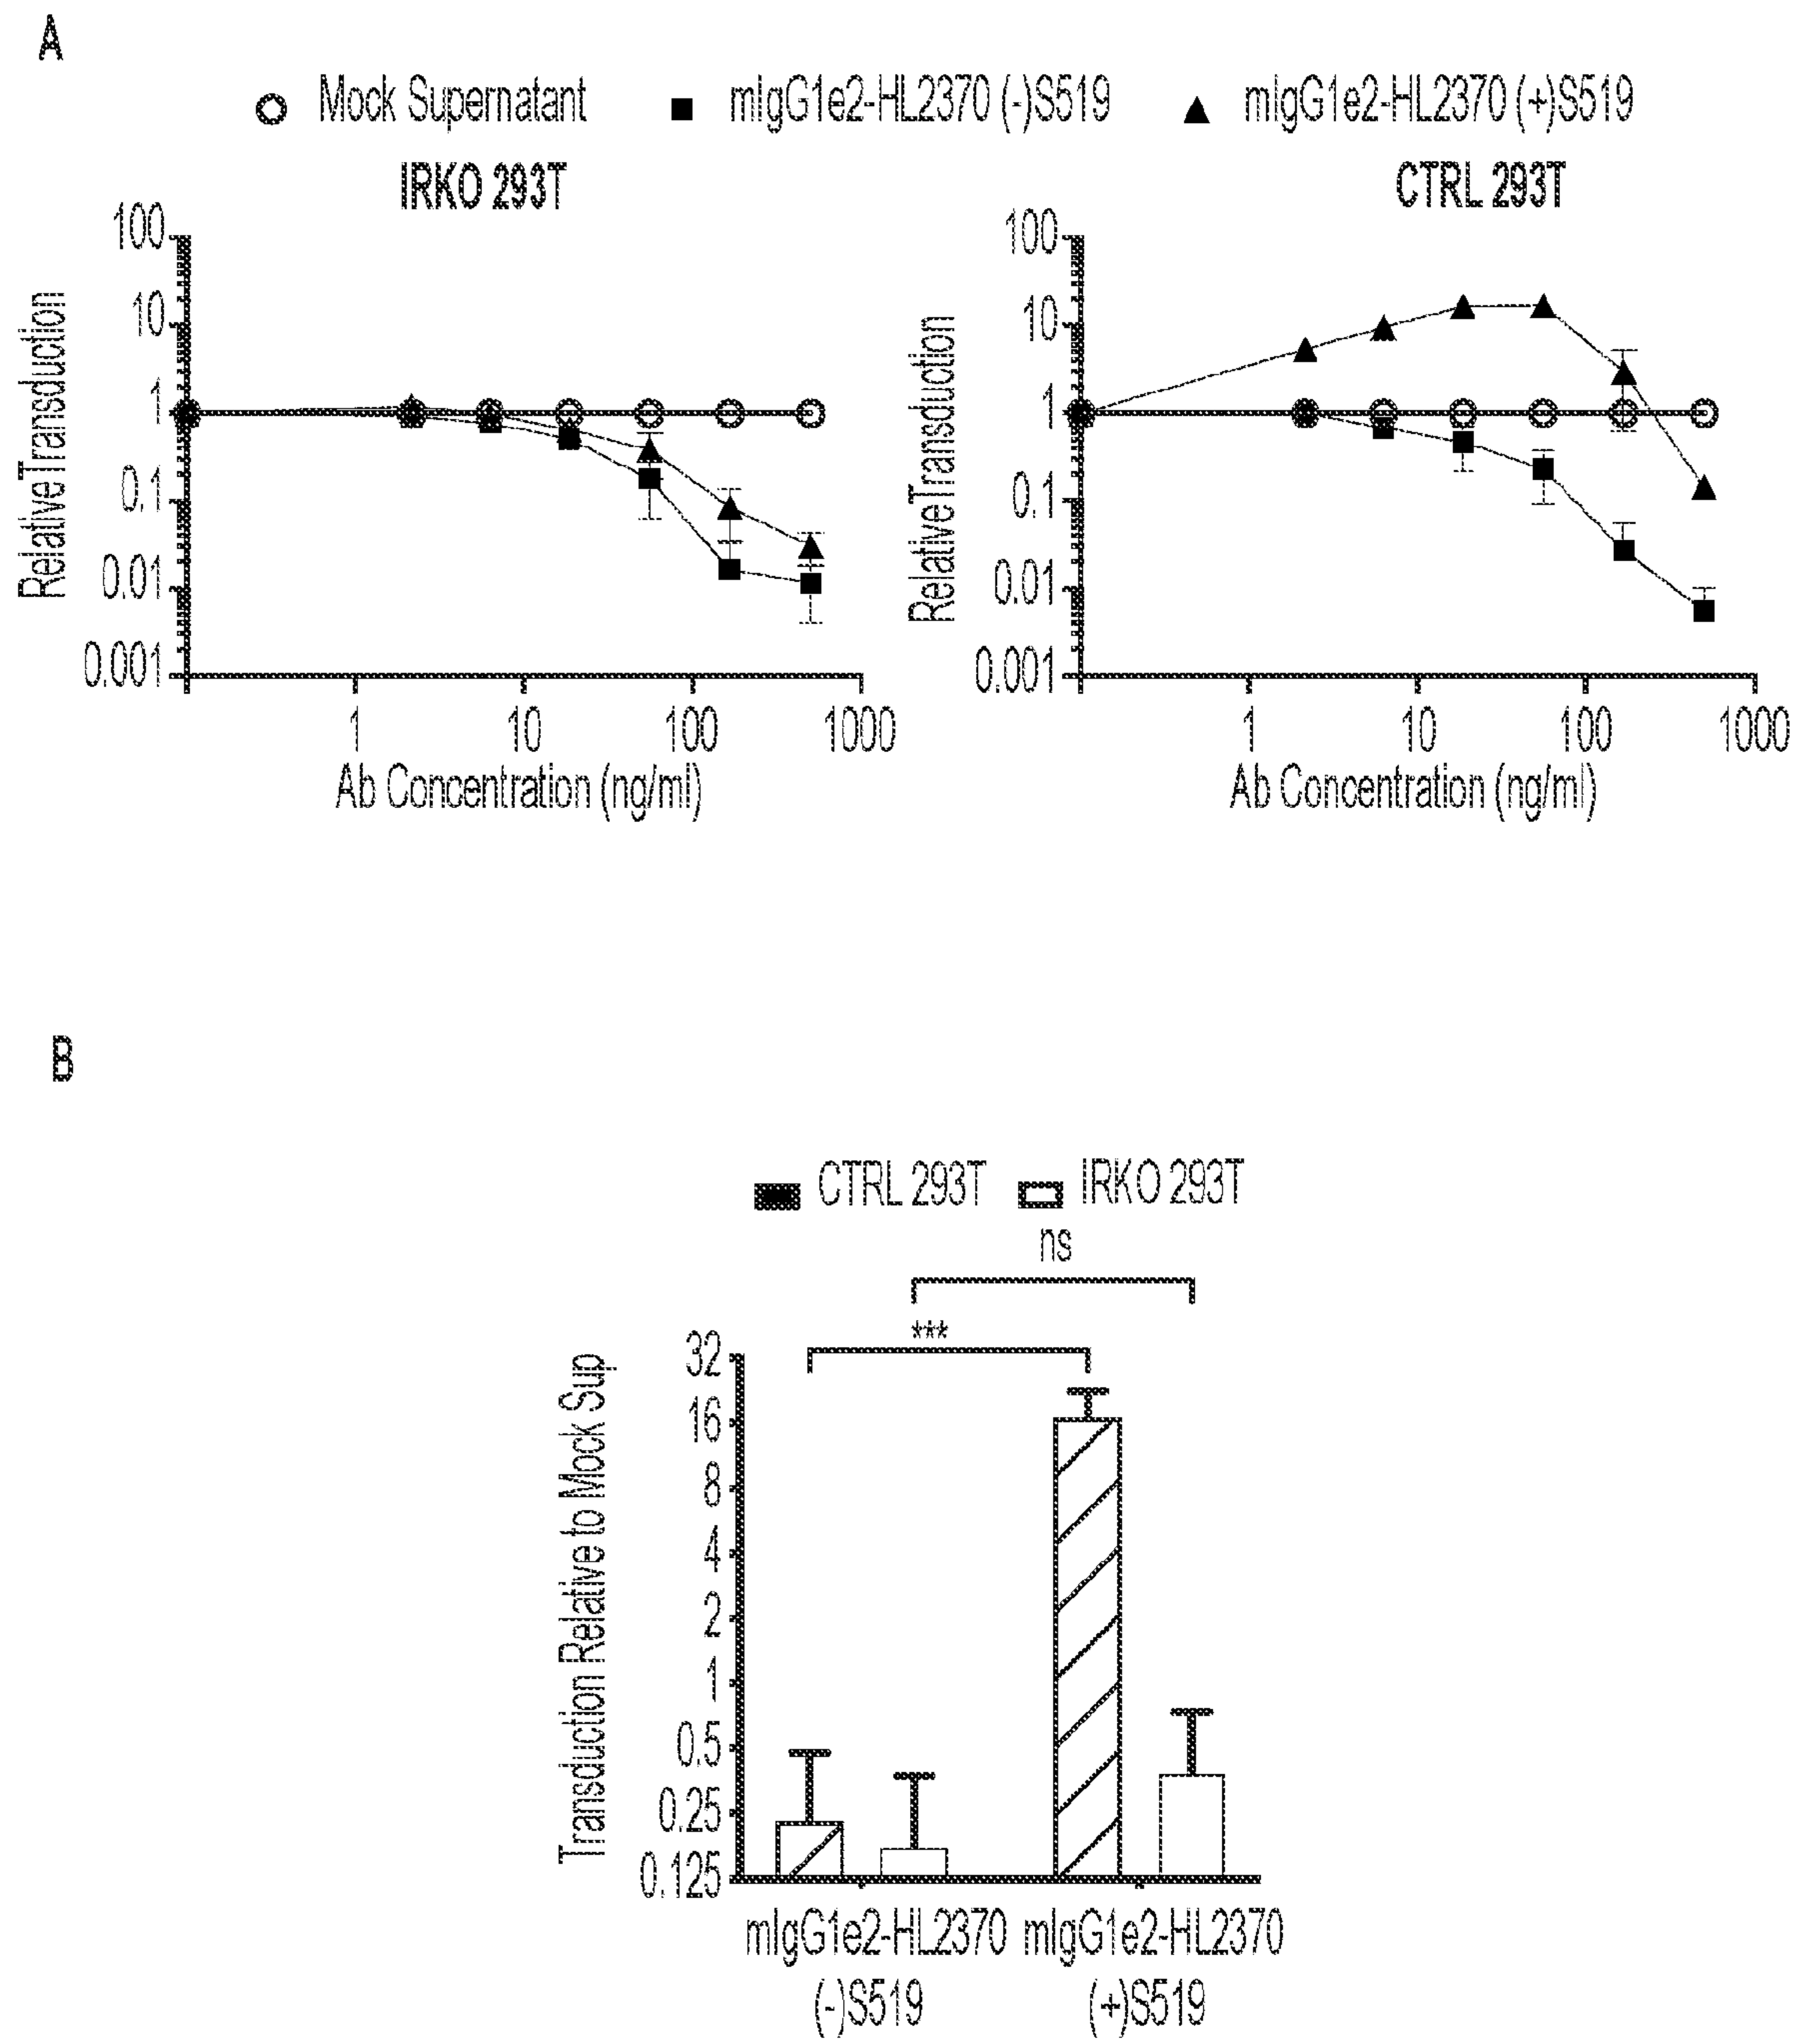 A
Mock Supernatant mIgG1e2-HL2370 (-)S519 mIgG1e2-HL2370 (+)S519
IRKO 293T CTRL 293T
100
10
1
0.1
0.01
0.001
Relative Transduction
1 10 100 1000
Ab Concentration (ng/ml)
100
10
1
0.1
0.01
0.001
Relative Transduction
1 10 100 1000
Ab Concentration (ng/ml)
B
CTRL 293T IRKO 293T
ns
***
32
16
8
4
2
1
0.5
0.25
0.125
Transduction Relative to Mock Sup
mIgG1e2-HL2370 mIgG1e2-HL2370
(-)S519 (+)S519